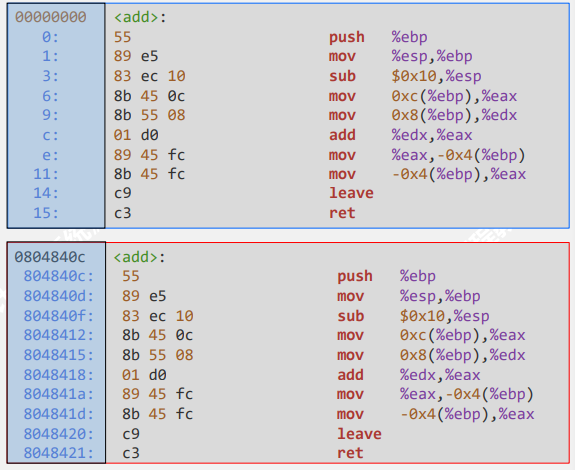 00000000 <add>:
0: 55 push %ebp
1: 89 e5 mov %esp,%ebp
3: 83 ec 10 sub $0x10,%esp
6: 8b 45 0c mov 0xc(%ebp),%eax
9: 8b 55 08 mov 0x8(%ebp),%edx
c: 01 d0 add %edx,%eax
e: 89 45 fc mov %eax,-0x4(%ebp)
11: 8b 45 fc mov -0x4(%ebp),%eax
14: c9 leave
15: c3 ret
0804840c <add>:
804840c: 55 push %ebp
804840d: 89 e5 mov %esp,%ebp
804840f: 83 ec 10 sub $0x10,%esp
8048412: 8b 45 0c mov 0xc(%ebp),%eax
8048415: 8b 55 08 mov 0x8(%ebp),%edx
8048418: 01 d0 add %edx,%eax
804841a: 89 45 fc mov %eax,-0x4(%ebp)
804841d: 8b 45 fc mov -0x4(%ebp),%eax
8048420: c9 leave
8048421: c3 ret